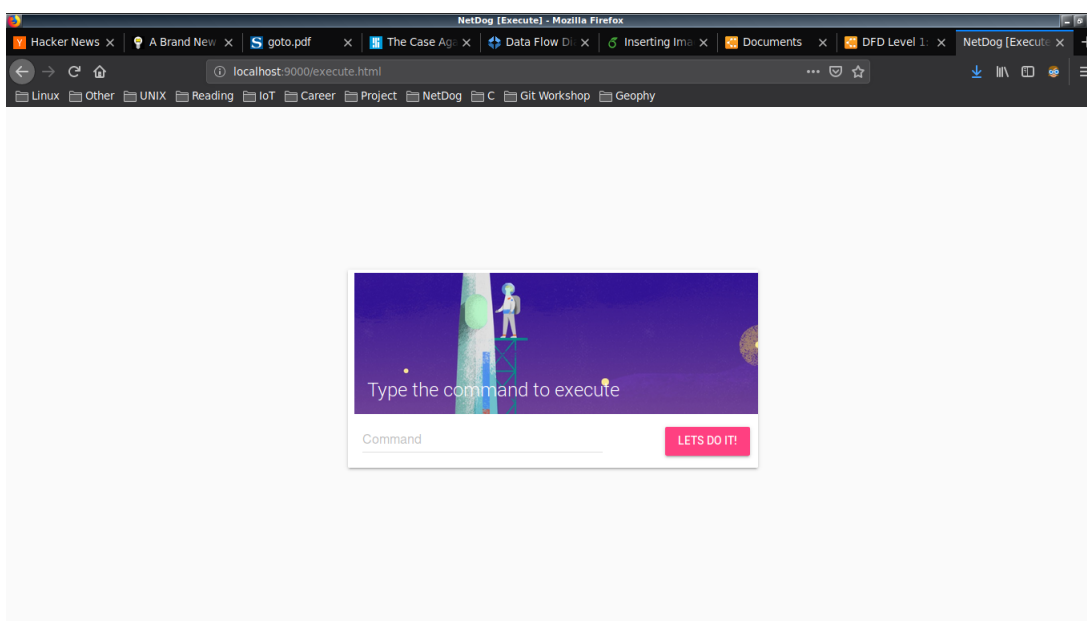 NetDog [Execute] - Mozilla Firefox
Y Hacker News A Brand New S goto.pdf The Case Aga Data Flow Di Inserting Ima Documents DFD Level 1: NetDog [Execute
localhost:9000/execute.html
Linux Other UNIX Reading IoT Career Project NetDog C Git Workshop Geophy
Type the command to execute
Command LETS DO IT!